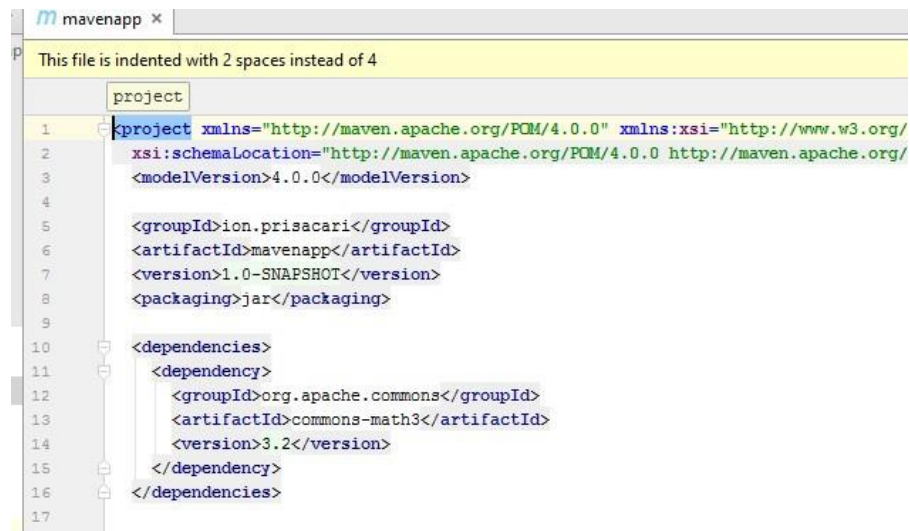 m mavenapp ×
p
This file is indented with 2 spaces instead of 4
project
1 <project xmlns="http://maven.apache.org/POM/4.0.0" xmlns:xsi="http://www.w3.org/
2 xsi:schemaLocation="http://maven.apache.org/POM/4.0.0 http://maven.apache.org/
3 <modelVersion>4.0.0</modelVersion>
4
5 <groupId>ion.prisacari</groupId>
6 <artifactId>mavenapp</artifactId>
7 <version>1.0-SNAPSHOT</version>
8 <packaging>jar</packaging>
9
10 <dependencies>
11 <dependency>
12 <groupId>org.apache.commons</groupId>
13 <artifactId>commons-math3</artifactId>
14 <version>3.2</version>
15 </dependency>
16 </dependencies>
17